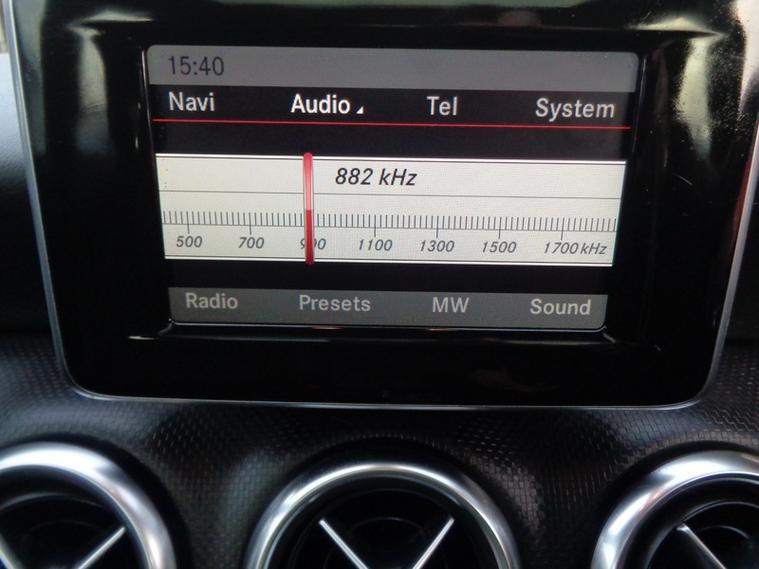 15:40
Navi Audio Tel System
882 kHz
500 700 900 1100 1300 1500 1700 kHz
Radio Presets MW Sound